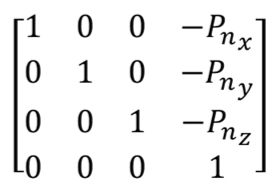 1 0 0 −P_{n_x}
0 1 0 −P_{n_y}
0 0 1 −P_{n_z}
0 0 0 1